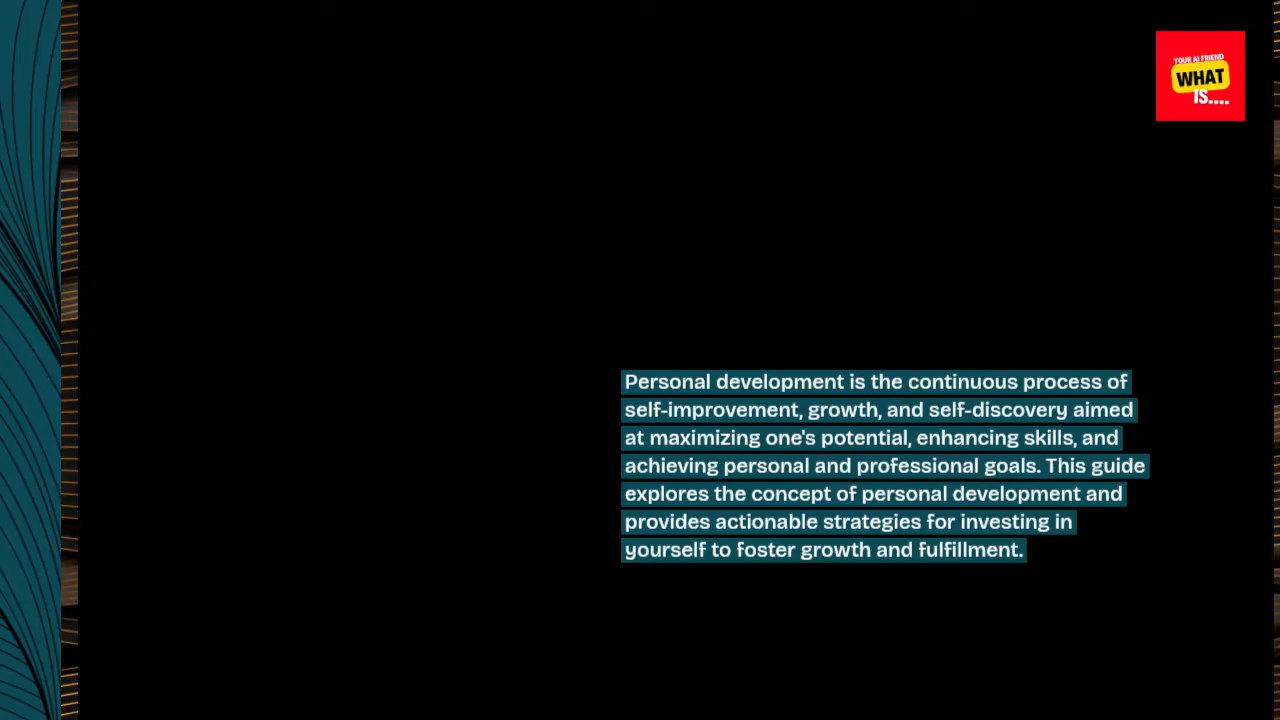 YOUR AI FRIEND
WHAT
IS....
Personal development is the continuous process of
self-improvement, growth, and self-discovery aimed
at maximizing one's potential, enhancing skills, and
achieving personal and professional goals. This guide
explores the concept of personal development and
provides actionable strategies for investing in
yourself to foster growth and fulfillment.